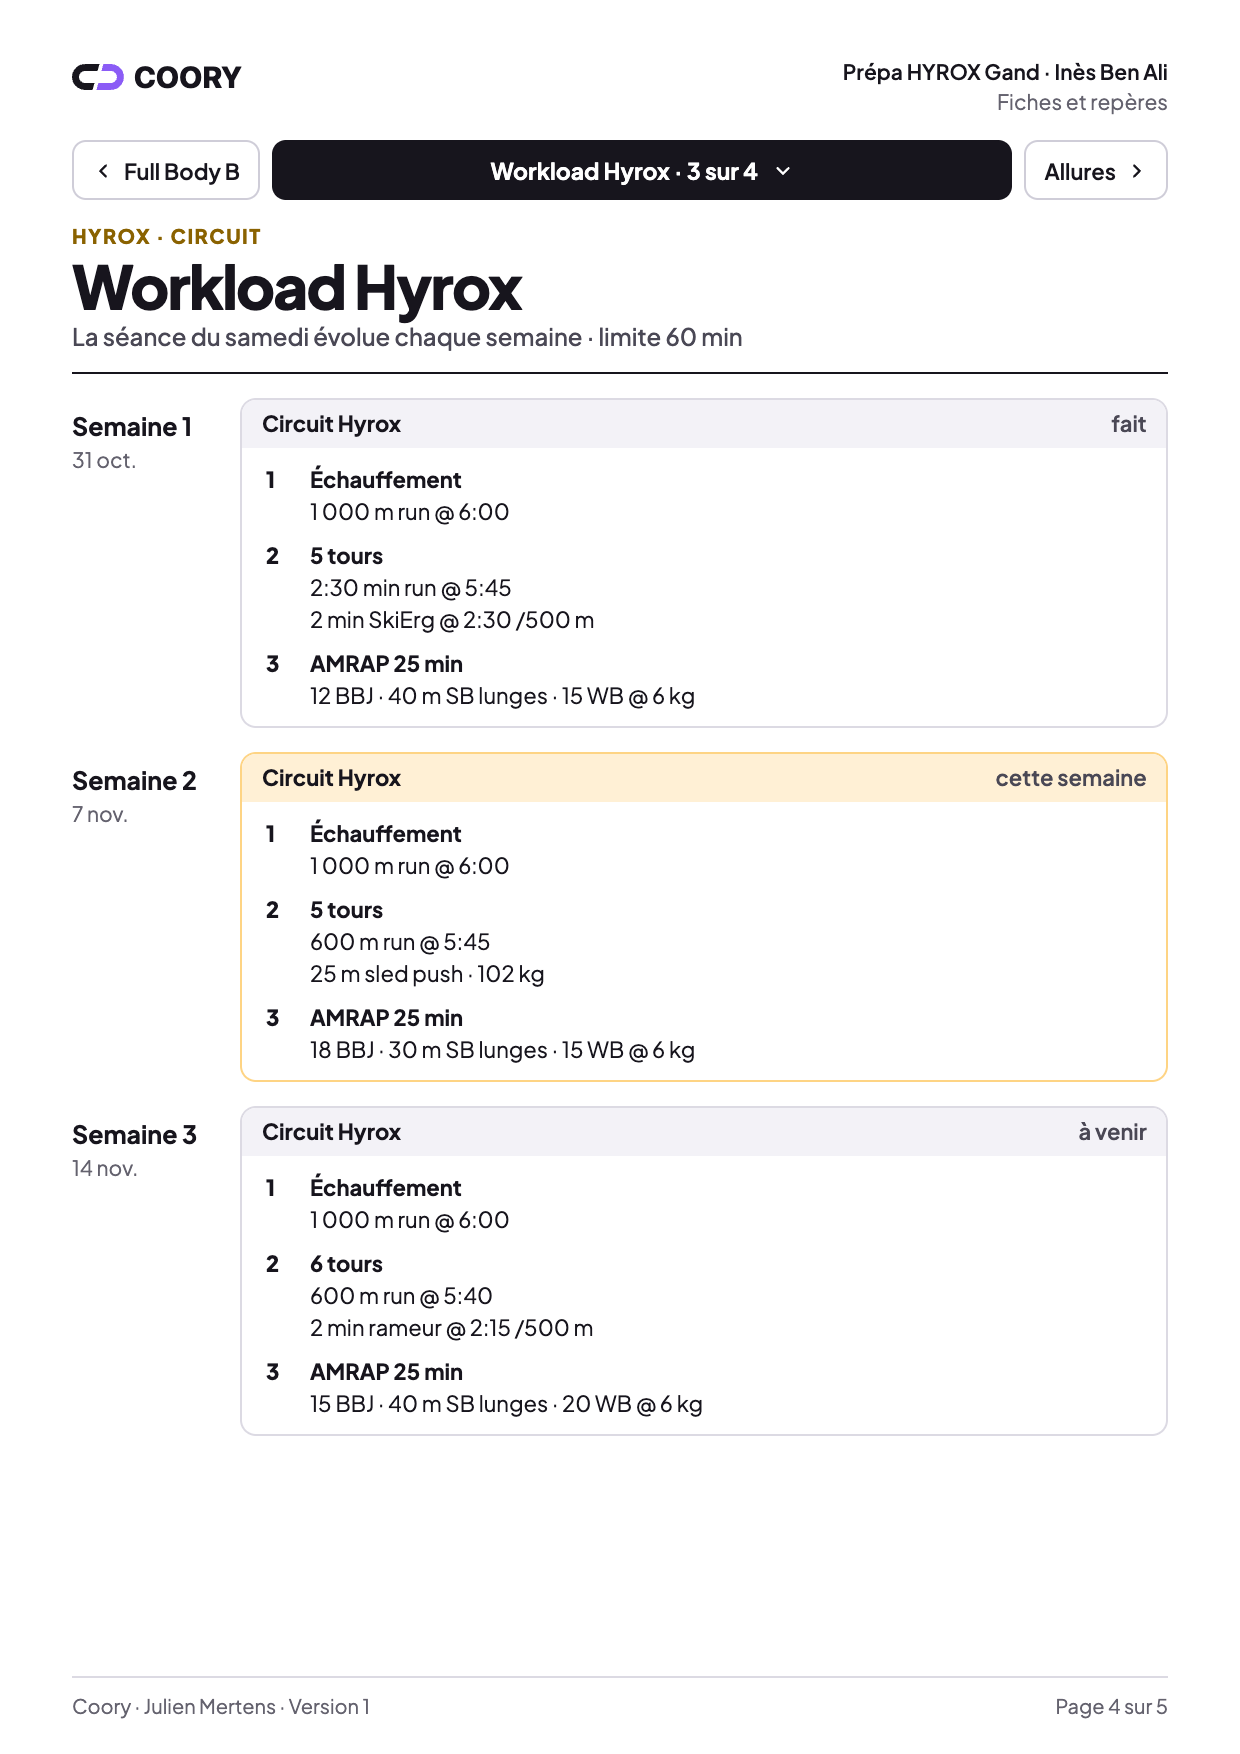 COORY
Prépa HYROX Gand · Inès Ben Ali
Fiches et repères
Full Body B
Workload Hyrox · 3 sur 4
Allures
HYROX · CIRCUIT
Workload Hyrox
La séance du samedi évolue chaque semaine · limite 60 min
Semaine 1
31 oct.
Circuit Hyrox fait
1 Échauffement
1 000 m run @ 6:00
2 5 tours
2:30 min run @ 5:45
2 min SkiErg @ 2:30 /500 m
3 AMRAP 25 min
12 BBJ · 40 m SB lunges · 15 WB @ 6 kg
Semaine 2
7 nov.
Circuit Hyrox cette semaine
1 Échauffement
1 000 m run @ 6:00
2 5 tours
600 m run @ 5:45
25 m sled push · 102 kg
3 AMRAP 25 min
18 BBJ · 30 m SB lunges · 15 WB @ 6 kg
Semaine 3
14 nov.
Circuit Hyrox à venir
1 Échauffement
1 000 m run @ 6:00
2 6 tours
600 m run @ 5:40
2 min rameur @ 2:15 /500 m
3 AMRAP 25 min
15 BBJ · 40 m SB lunges · 20 WB @ 6 kg
Coory · Julien Mertens · Version 1
Page 4 sur 5